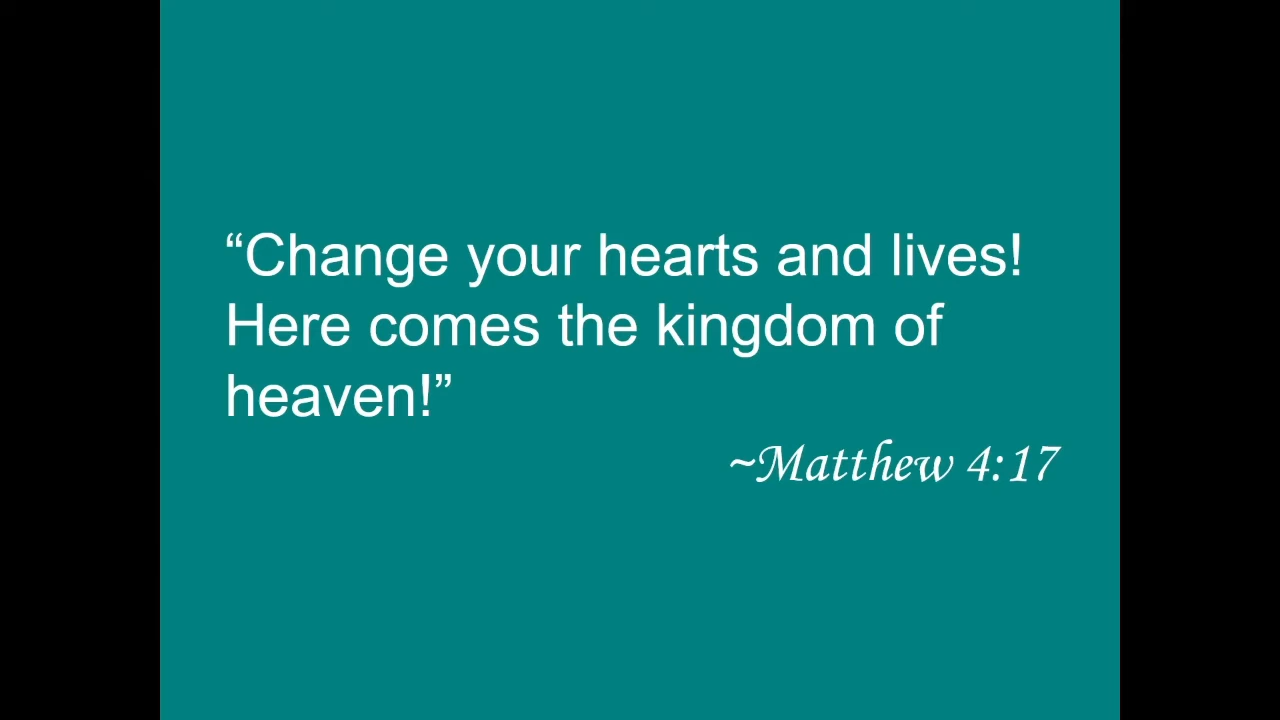 “Change your hearts and lives!
Here comes the kingdom of
heaven!”
~Matthew 4:17